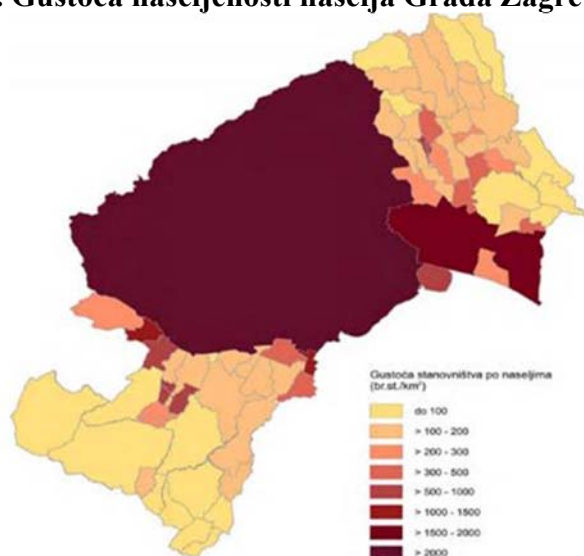 . Gustoća naseljenosti naselja Grada Zagre
Gustoća stanovništva po naseljima
(br.st./km²)
do 100
> 100 - 200
> 200 - 300
> 300 - 500
> 500 - 1000
> 1000 - 1500
> 1500 - 2000
> 2000